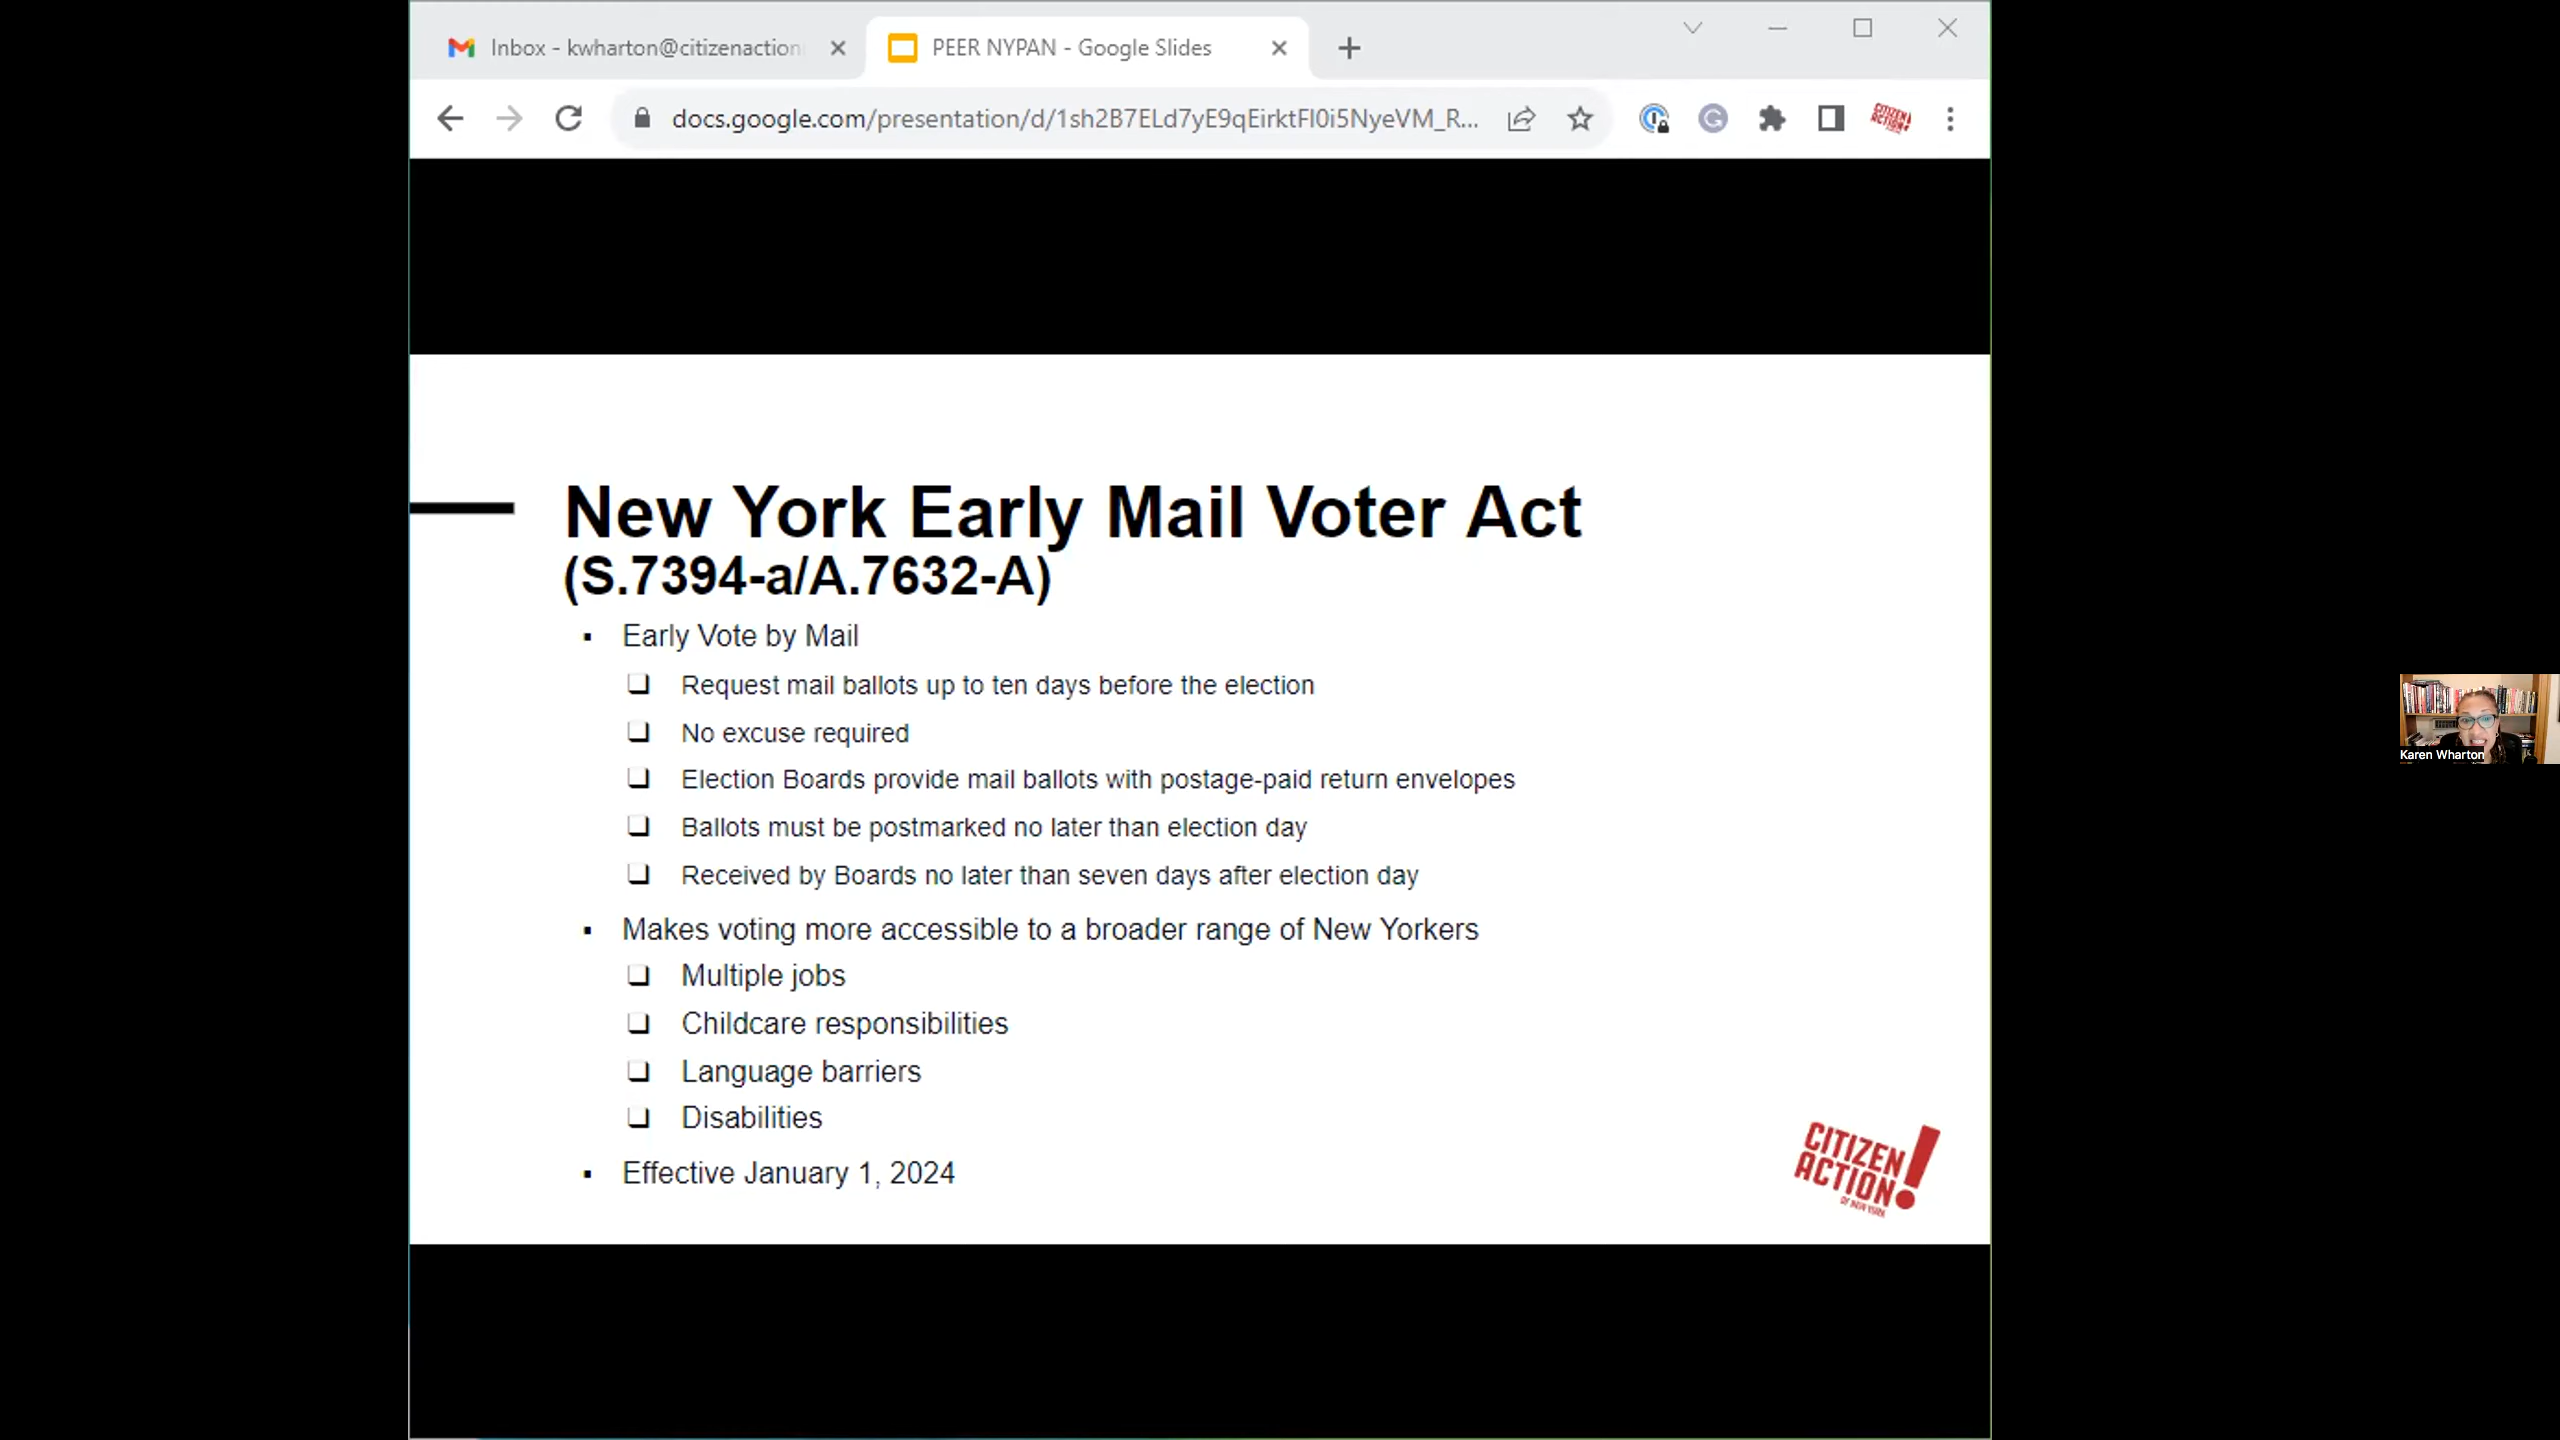 Inbox - kwharton@citizenaction
PEER NYPAN - Google Slides
docs.google.com/presentation/d/1sh2B7ELd7yE9qEirktFI0i5NyeVM_R...
New York Early Mail Voter Act
(S.7394-a/A.7632-A)
▪ Early Vote by Mail
❑ Request mail ballots up to ten days before the election
❑ No excuse required
❑ Election Boards provide mail ballots with postage-paid return envelopes
❑ Ballots must be postmarked no later than election day
❑ Received by Boards no later than seven days after election day
▪ Makes voting more accessible to a broader range of New Yorkers
❑ Multiple jobs
❑ Childcare responsibilities
❑ Language barriers
❑ Disabilities
▪ Effective January 1, 2024
CITIZEN
ACTION!
OF NEW YORK
Karen Wharton